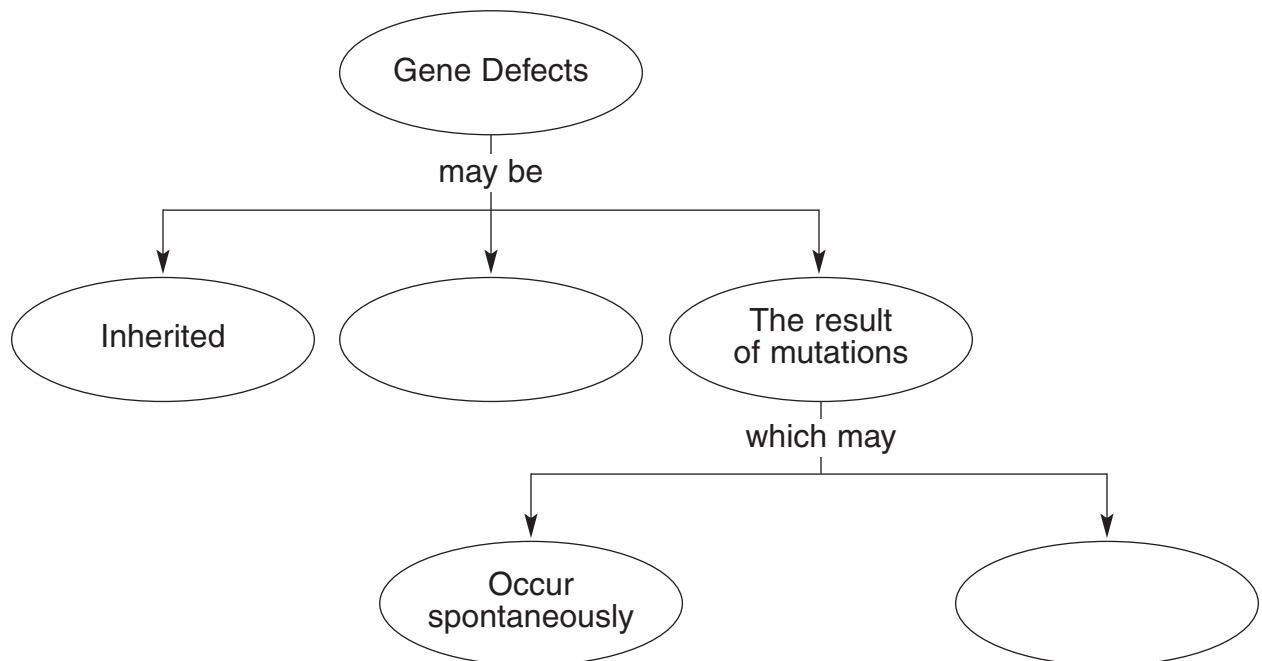 Gene Defects
may be
Inherited
The result
of mutations
which may
Occur
spontaneously